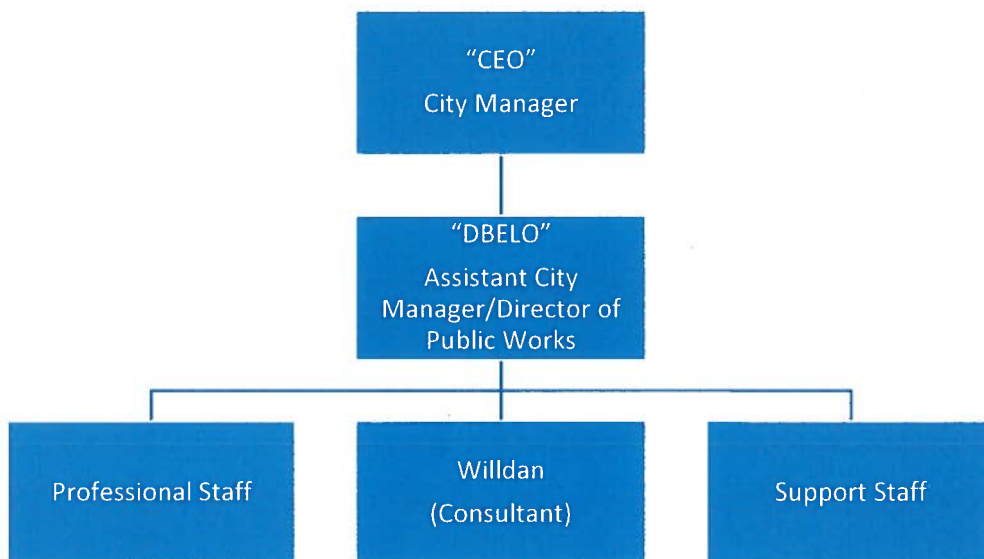 “CEO”
City Manager
“DBELO”
Assistant City
Manager/Director of
Public Works
Professional Staff
Willdan
(Consultant)
Support Staff